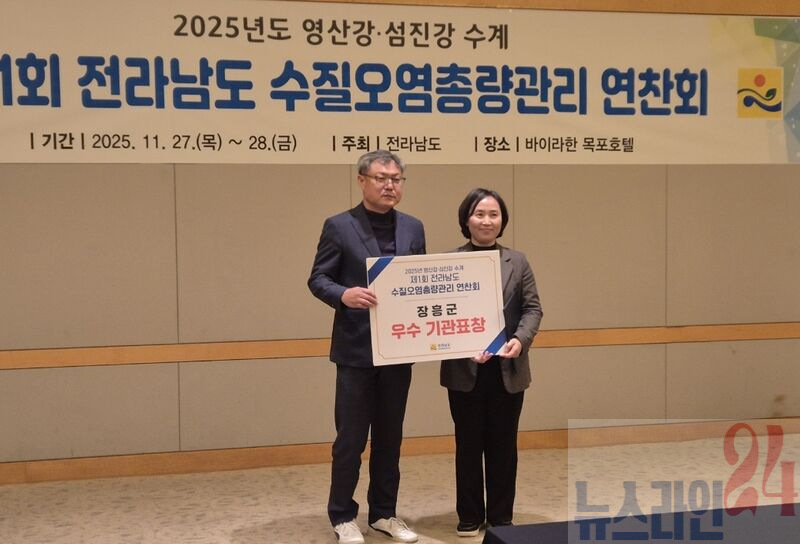 2025년도 영산강·섬진강 수계
1회 전라남도 수질오염총량관리 연찬회
| 기간 | 2025. 11. 27.(목) ~ 28.(금) | 주최 | 전라남도 | 장소 | 바이라한 목포호텔
2025년 영산강·섬진강 수계
제1회 전라남도
수질오염총량관리 연찬회
장흥군
우수 기관표창
전라남도
뉴스라인24